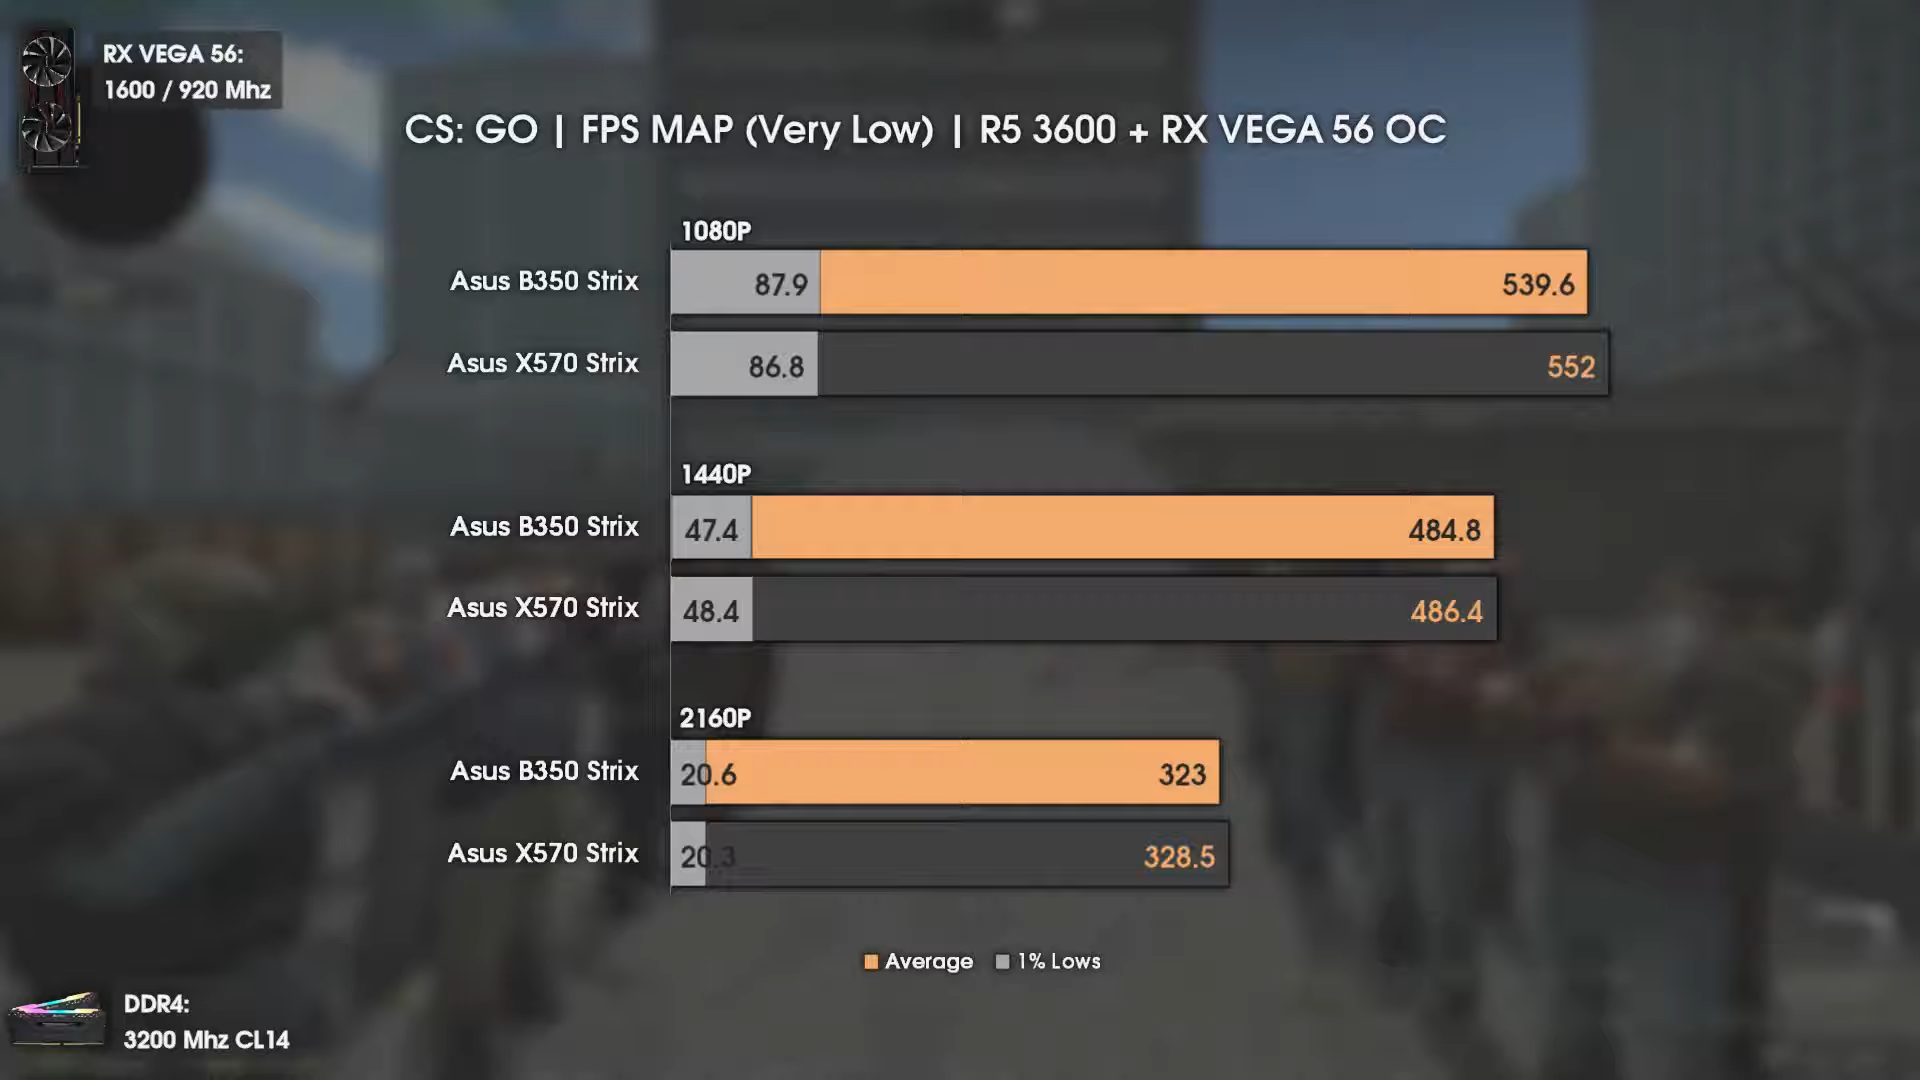 RX VEGA 56:
1600 / 920 Mhz
CS: GO | FPS MAP (Very Low) | R5 3600 + RX VEGA 56 OC
1080P
Asus B350 Strix 87.9 539.6
Asus X570 Strix 86.8 552
1440P
Asus B350 Strix 47.4 484.8
Asus X570 Strix 48.4 486.4
2160P
Asus B350 Strix 20.6 323
Asus X570 Strix 20.3 328.5
Average 1% Lows
DDR4:
3200 Mhz CL14